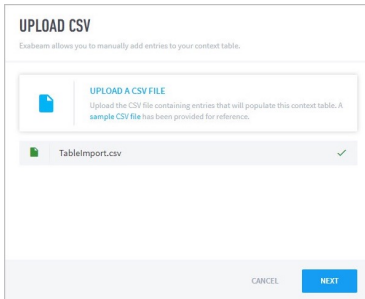 UPLOAD CSV
Exabeam allows you to manually add entries to your context table.
UPLOAD A CSV FILE
Upload the CSV file containing entries that will populate this context table. A
sample CSV file has been provided for reference.
TableImport.csv
CANCEL
NEXT